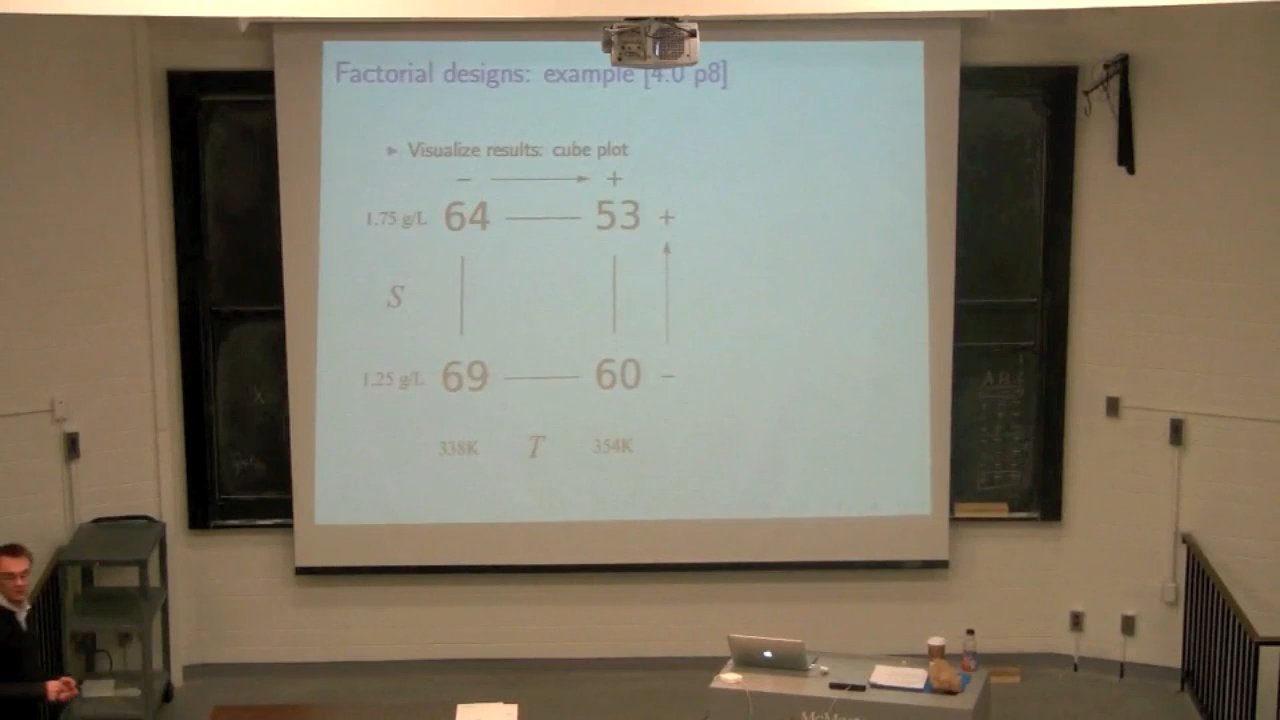 Factorial designs: example [4.0 p8]
► Visualize results: cube plot
− +
1.75 g/L 64 53 +
S
1.25 g/L 69 60 −
338K T 354K